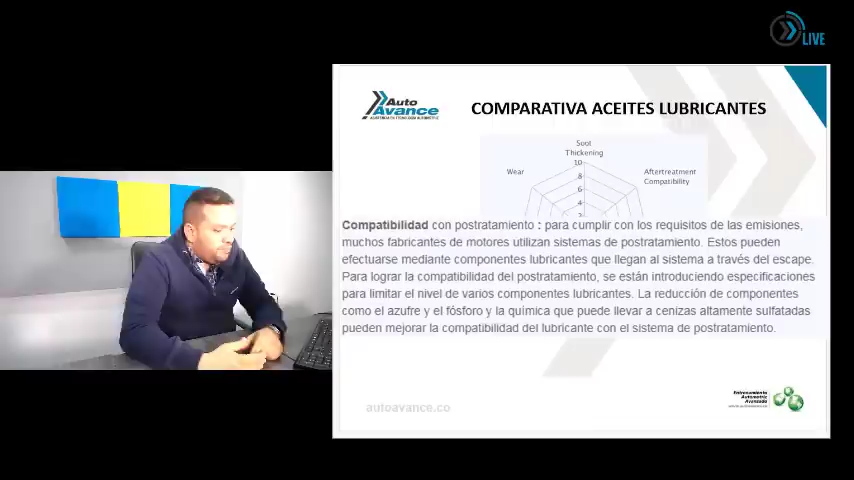 LIVE
Auto
Avance
COMPARATIVA ACEITES LUBRICANTES
Soot
Thickening
10
8
6
4
2
Wear
Aftertreatment
Compatibility
Compatibilidad con postratamiento : para cumplir con los requisitos de las emisiones,
muchos fabricantes de motores utilizan sistemas de postratamiento. Estos pueden
efectuarse mediante componentes lubricantes que llegan al sistema a través del escape.
Para lograr la compatibilidad del postratamiento, se están introduciendo especificaciones
para limitar el nivel de varios componentes lubricantes. La reducción de componentes
como el azufre y el fósforo y la química que puede llevar a cenizas altamente sulfatadas
pueden mejorar la compatibilidad del lubricante con el sistema de postratamiento.
autoavance.co
Entrenamiento
Automotriz
Avanzado